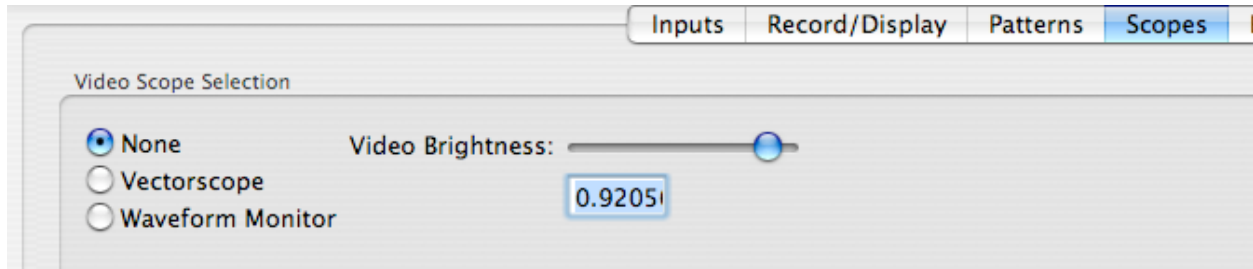 Inputs Record/Display Patterns Scopes
Video Scope Selection
None Video Brightness:
Vectorscope
0.9205
Waveform Monitor